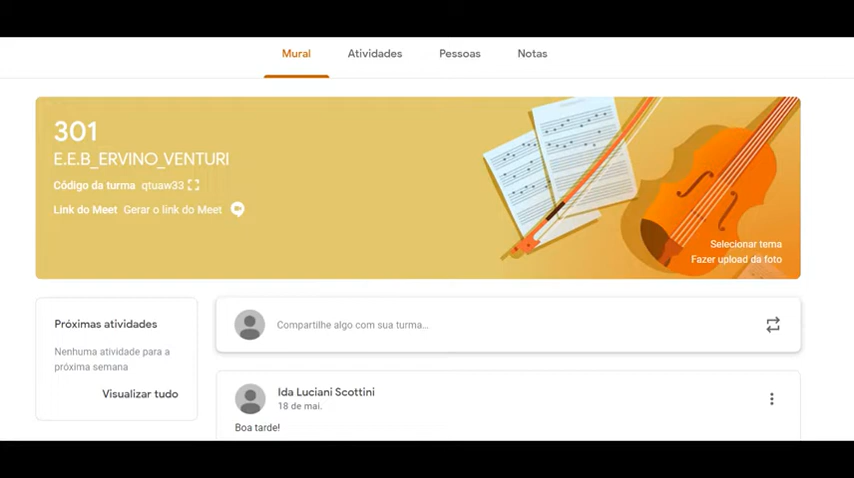 Mural Atividades Pessoas Notas
301
E.E.B_ERVINO_VENTURI
Código da turma qtuaw33
Link do Meet Gerar o link do Meet
Selecionar tema
Fazer upload da foto
Próximas atividades
Nenhuma atividade para a
próxima semana
Visualizar tudo
Compartilhe algo com sua turma...
Ida Luciani Scottini
18 de mai.
Boa tarde!